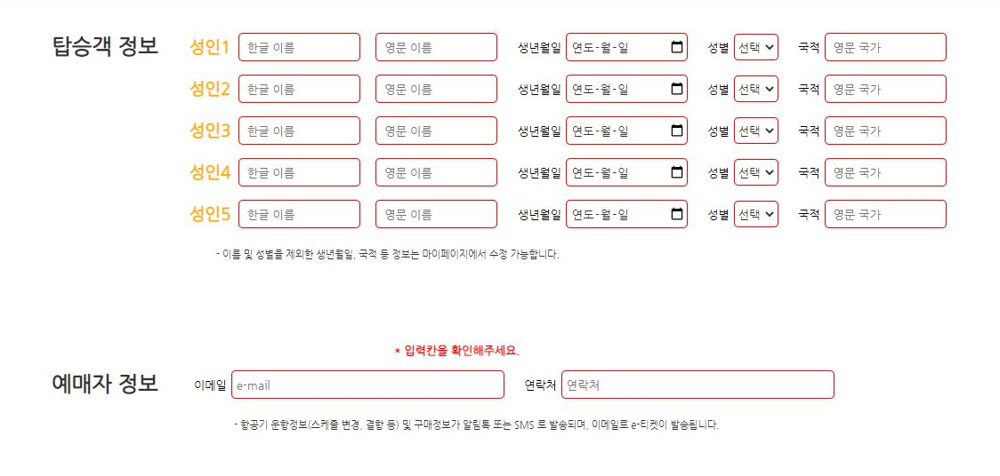 탑승객 정보 성인1 한글 이름 영문 이름 생년월일 연도-월-일 성별 선택 국적 영문 국가
성인2 한글 이름 영문 이름 생년월일 연도-월-일 성별 선택 국적 영문 국가
성인3 한글 이름 영문 이름 생년월일 연도-월-일 성별 선택 국적 영문 국가
성인4 한글 이름 영문 이름 생년월일 연도-월-일 성별 선택 국적 영문 국가
성인5 한글 이름 영문 이름 생년월일 연도-월-일 성별 선택 국적 영문 국가
- 이름 및 성별을 제외한 생년월일, 국적 등 정보는 마이페이지에서 수정 가능합니다.
* 입력칸을 확인해주세요.
예매자 정보 이메일 e-mail 연락처 연락처
- 항공기 운항정보(스케줄 변경, 결항 등) 및 구매정보가 알림톡 또는 SMS 로 발송되며, 이메일로 e-티켓이 발송됩니다.